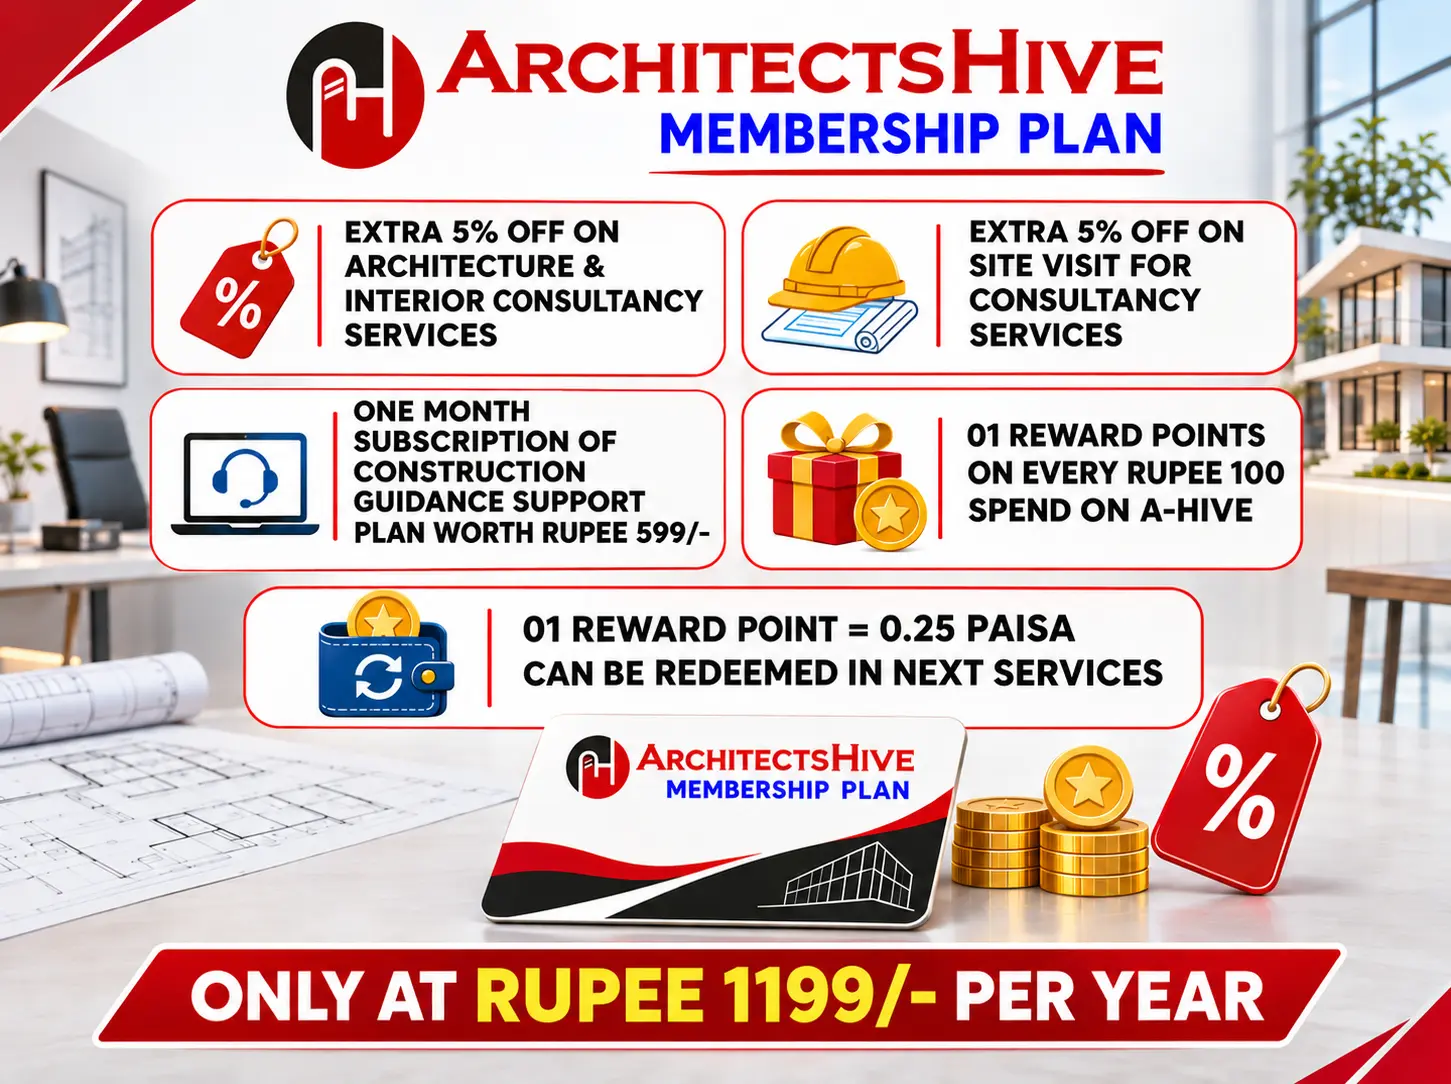 ARCHITECTSHIVE
MEMBERSHIP PLAN
EXTRA 5% OFF ON
ARCHITECTURE &
INTERIOR CONSULTANCY
SERVICES
EXTRA 5% OFF ON
SITE VISIT FOR
CONSULTANCY
SERVICES
ONE MONTH
SUBSCRIPTION OF
CONSTRUCTION
GUIDANCE SUPPORT
PLAN WORTH RUPEE 599/-
01 REWARD POINTS
ON EVERY RUPEE 100
SPEND ON A-HIVE
01 REWARD POINT = 0.25 PAISA
CAN BE REDEEMED IN NEXT SERVICES
ARCHITECTSHIVE
MEMBERSHIP PLAN
%
%
ONLY AT RUPEE 1199/- PER YEAR